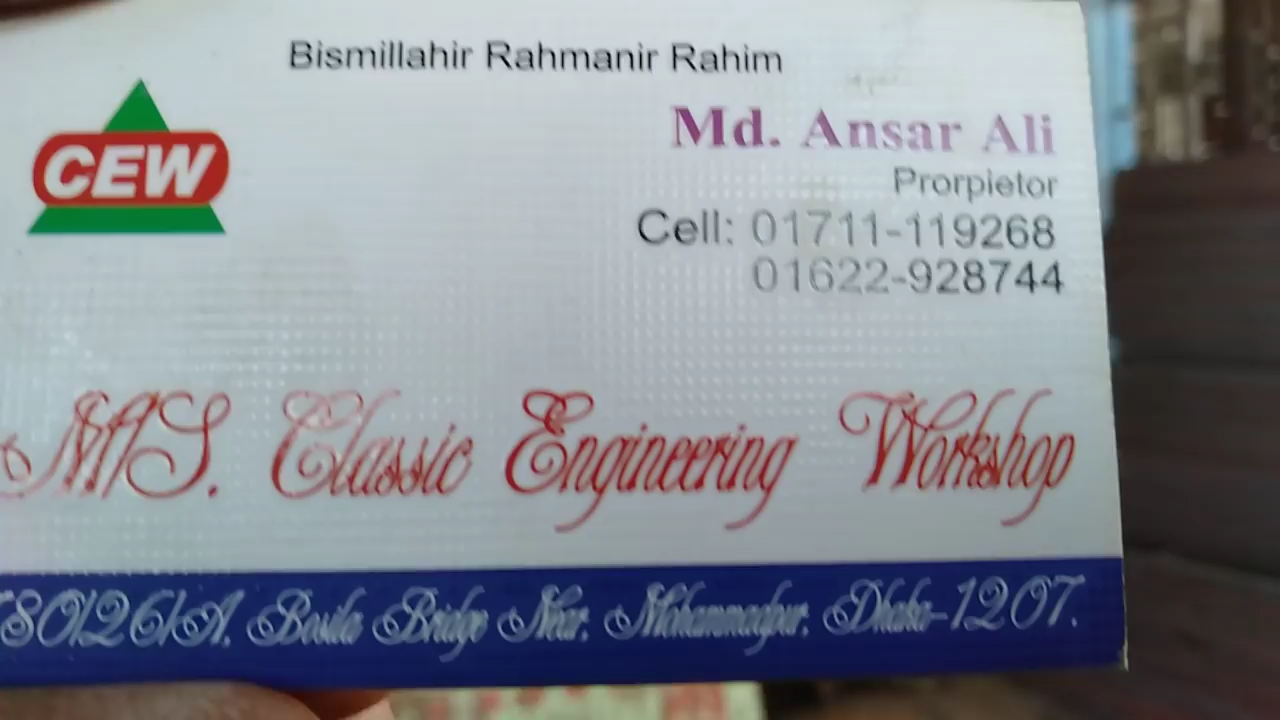 Bismillahir Rahmanir Rahim
CEW
Md. Ansar Ali
Prorpietor
Cell: 01711-119268
01622-928744
M/S. Classic Engineering Workshop
Bosila Bridge Near. Mohammadpur. Dhaka-1207.